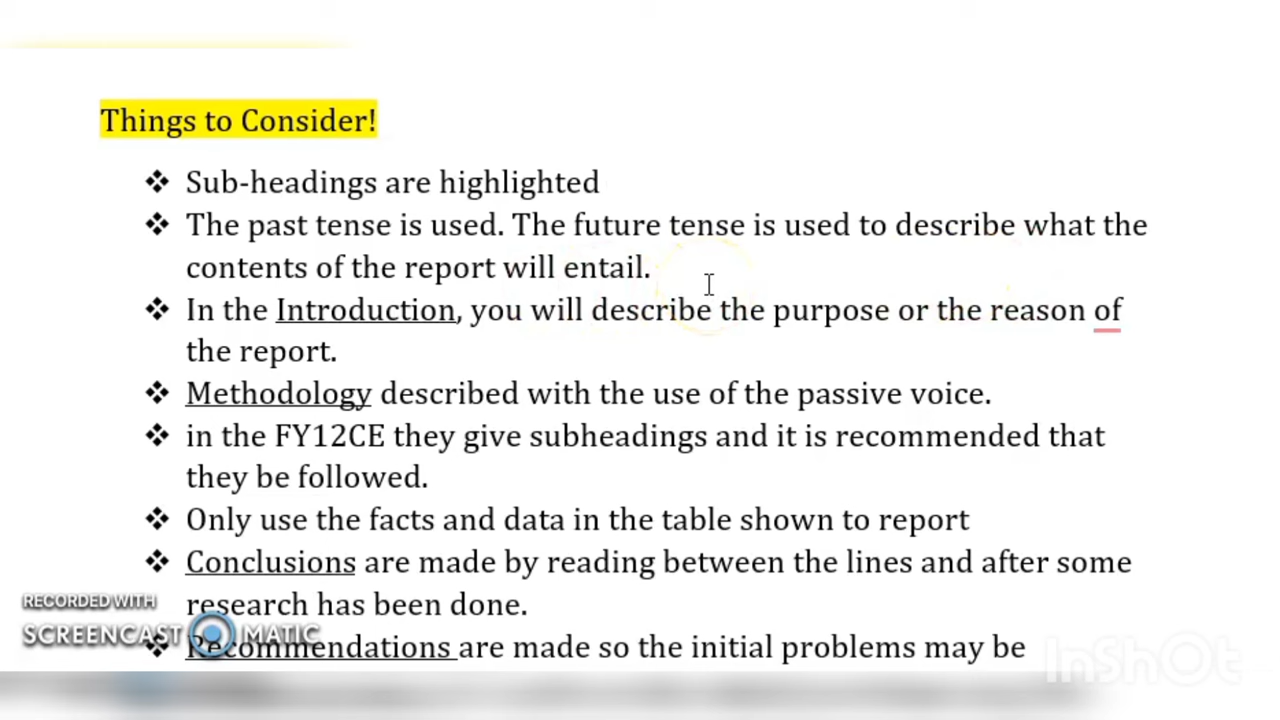 Things to Consider!
❖ Sub-headings are highlighted
❖ The past tense is used. The future tense is used to describe what the
contents of the report will entail.
❖ In the Introduction, you will describe the purpose or the reason of
the report.
❖ Methodology described with the use of the passive voice.
❖ in the FY12CE they give subheadings and it is recommended that
they be followed.
❖ Only use the facts and data in the table shown to report
❖ Conclusions are made by reading between the lines and after some
research has been done.
❖ Recommendations are made so the initial problems may be
RECORDED WITH
SCREENCAST MATIC
InShOt